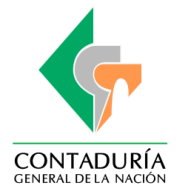 CONTADURÍA
GENERAL DE LA NACIÓN